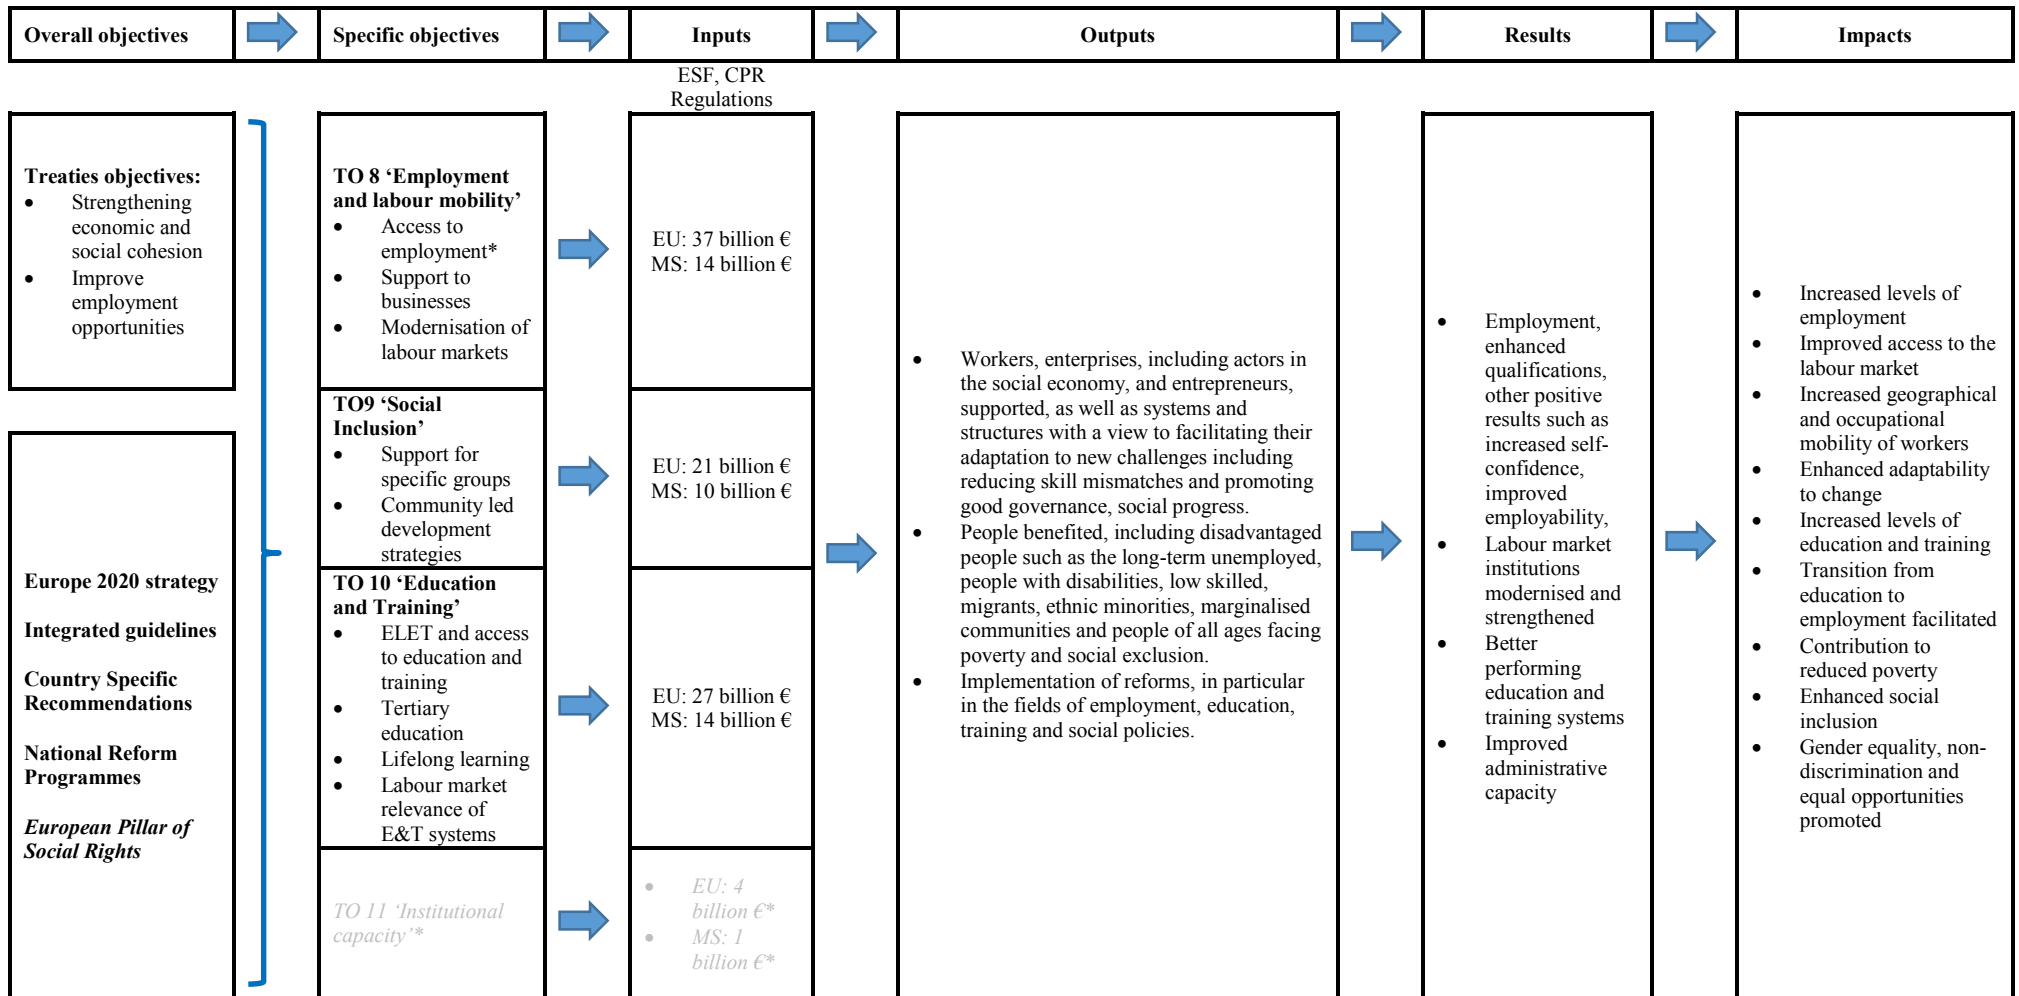 Overall objectives
Specific objectives
Inputs
Outputs
Results
Impacts
ESF, CPR
Regulations
Treaties objectives:
• Strengthening
economic and
social cohesion
• Improve
employment
opportunities
Europe 2020 strategy
Integrated guidelines
Country Specific
Recommendations
National Reform
Programmes
European Pillar of
Social Rights
TO 8 ‘Employment
and labour mobility’
• Access to
employment*
• Support to
businesses
• Modernisation of
labour markets
EU: 37 billion €
MS: 14 billion €
TO9 ‘Social
Inclusion’
• Support for
specific groups
• Community led
development
strategies
EU: 21 billion €
MS: 10 billion €
TO 10 ‘Education
and Training’
• ELET and access
to education and
training
• Tertiary
education
• Lifelong learning
• Labour market
relevance of
E&T systems
EU: 27 billion €
MS: 14 billion €
TO 11 ‘Institutional
capacity’*
• EU: 4
billion €*
• MS: 1
billion €*
• Workers, enterprises, including actors in
the social economy, and entrepreneurs,
supported, as well as systems and
structures with a view to facilitating their
adaptation to new challenges including
reducing skill mismatches and promoting
good governance, social progress.
• People benefited, including disadvantaged
people such as the long-term unemployed,
people with disabilities, low skilled,
migrants, ethnic minorities, marginalised
communities and people of all ages facing
poverty and social exclusion.
• Implementation of reforms, in particular
in the fields of employment, education,
training and social policies.
• Employment,
enhanced
qualifications,
other positive
results such as
increased self-
confidence,
improved
employability,
• Labour market
institutions
modernised and
strengthened
• Better
performing
education and
training systems
• Improved
administrative
capacity
• Increased levels of
employment
• Improved access to the
labour market
• Increased geographical
and occupational
mobility of workers
• Enhanced adaptability
to change
• Increased levels of
education and training
• Transition from
education to
employment facilitated
• Contribution to
reduced poverty
• Enhanced social
inclusion
• Gender equality, non-
discrimination and
equal opportunities
promoted